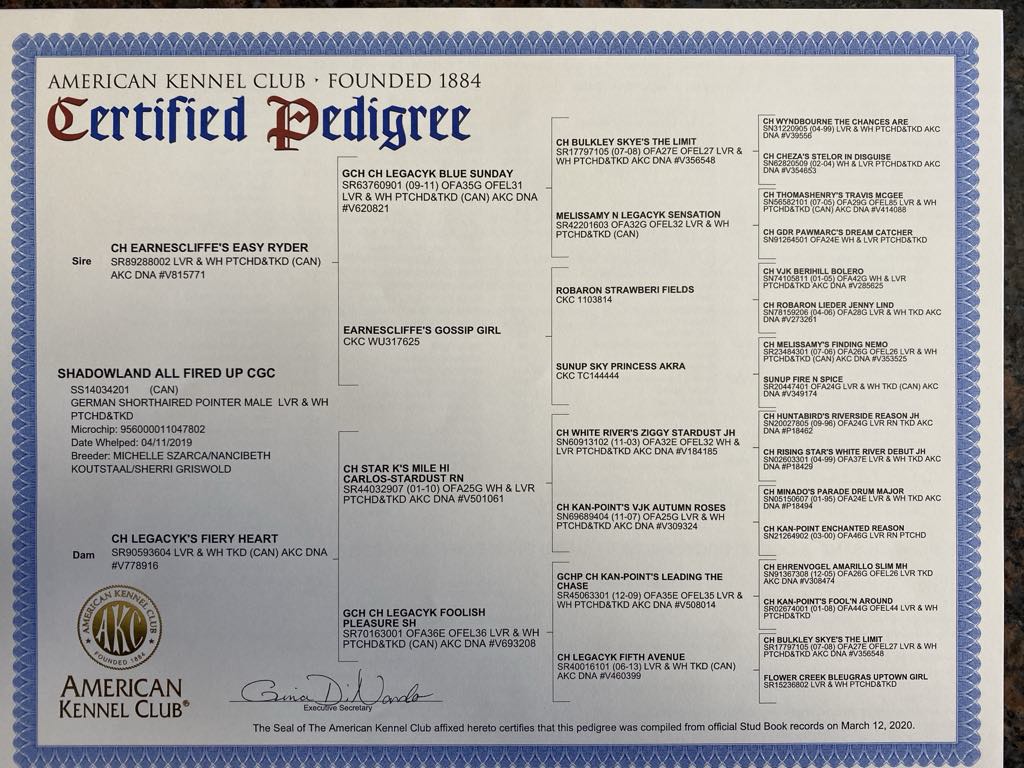 AMERICAN KENNEL CLUB · FOUNDED 1884
Certified Pedigree
Sire
CH EARNESCLIFFE'S EASY RYDER
SR89288002 LVR & WH PTCHD&TKD (CAN)
AKC DNA #V815771
SHADOWLAND ALL FIRED UP CGC
SS14034201 (CAN)
GERMAN SHORTHAIRED POINTER MALE LVR & WH
PTCHD&TKD
Microchip: 956000011047802
Date Whelped: 04/11/2019
Breeder: MICHELLE SZARCA/NANCIBETH
KOUTSTAAL/SHERRI GRISWOLD
Dam
CH LEGACYK'S FIERY HEART
SR90593604 LVR & WH TKD (CAN) AKC DNA
#V778916
GCH CH LEGACYK BLUE SUNDAY
SR63760901 (09-11) OFA35G OFEL31
LVR & WH PTCHD&TKD (CAN) AKC DNA
#V620821
EARNESCLIFFE'S GOSSIP GIRL
CKC WU317625
CH STAR K'S MILE HI
CARLOS-STARDUST RN
SR44032907 (01-10) OFA25G WH & LVR
PTCHD&TKD AKC DNA #V501061
GCH CH LEGACYK FOOLISH
PLEASURE SH
SR70163001 OFA36E OFEL36 LVR & WH
PTCHD&TKD (CAN) AKC DNA #V693208
CH BULKLEY SKYE'S THE LIMIT
SR17797105 (07-08) OFA27E OFEL27 LVR &
WH PTCHD&TKD AKC DNA #V356548
MELISSAMY N LEGACYK SENSATION
SR42201603 OFA32G OFEL32 LVR & WH
PTCHD&TKD (CAN)
ROBARON STRAWBERI FIELDS
CKC 1103814
SUNUP SKY PRINCESS AKRA
CKC TC144444
CH WHITE RIVER'S ZIGGY STARDUST JH
SN60913102 (11-03) OFA32E OFEL32 WH &
LVR PTCHD&TKD AKC DNA #V184185
CH KAN-POINT'S VJK AUTUMN ROSES
SN69689404 (11-07) OFA25G LVR & WH
PTCHD&TKD AKC DNA #V309324
GCHP CH KAN-POINT'S LEADING THE
CHASE
SR45063301 (12-09) OFA35E OFEL35 LVR &
WH PTCHD&TKD AKC DNA #V508014
CH LEGACYK FIFTH AVENUE
SR40016101 (06-13) LVR & WH TKD (CAN)
AKC DNA #V460399
CH WYNDBOURNE THE CHANCES ARE
SN31220905 (04-99) LVR & WH PTCHD&TKD AKC
DNA #V39556
CH CHEZA'S STELOR IN DISGUISE
SN62820509 (02-04) WH & LVR PTCHD&TKD AKC
DNA #V354653
CH THOMASHENRY'S TRAVIS MCGEE
SN56582101 (07-05) OFA29G OFEL85 LVR & WH
PTCHD&TKD (CAN) AKC DNA #V414088
CH GDR PAWMARC'S DREAM CATCHER
SN91264501 OFA24E WH & LVR PTCHD&TKD
CH VJK BERIHILL BOLERO
SN74105811 (01-05) OFA42G WH & LVR
PTCHD&TKD AKC DNA #V285625
CH ROBARON LIEDER JENNY LIND
SN78159206 (04-06) OFA28G LVR & WH TKD AKC
DNA #V273261
CH MELISSAMY'S FINDING NEMO
SR23484301 (07-06) OFA26G OFEL26 LVR & WH
PTCHD&TKD (CAN) AKC DNA #V353525
SUNUP FIRE N SPICE
SR20447401 OFA24G LVR & WH TKD (CAN) AKC
DNA #V349174
CH HUNTABIRD'S RIVERSIDE REASON JH
SN20027805 (09-96) OFA24G LVR RN TKD AKC
DNA #P18462
CH RISING STAR'S WHITE RIVER DEBUT JH
SN02603301 (04-99) OFA37E LVR & WH TKD AKC
DNA #P18429
CH MINADO'S PARADE DRUM MAJOR
SN05150607 (01-95) OFA24E LVR & WH TKD AKC
DNA #P18494
CH KAN-POINT ENCHANTED REASON
SN21264902 (03-00) OFA46G LVR RN PTCHD
CH EHRENVOGEL AMARILLO SLIM MH
SN91367308 (12-05) OFA26G OFEL26 LVR TKD
AKC DNA #V308474
CH KAN-POINT'S FOOL'N AROUND
SR02674001 (01-08) OFA44G OFEL44 LVR & WH
PTCHD&TKD
CH BULKLEY SKYE'S THE LIMIT
SR17797105 (07-08) OFA27E OFEL27 LVR & WH
PTCHD&TKD AKC DNA #V356548
FLOWER CREEK BLEUGRAS UPTOWN GIRL
SR15236802 LVR & WH PTCHD&TKD
AMERICAN KENNEL CLUB
AKC
FOUNDED 1884
AMERICAN
KENNEL CLUB®
Gina DiNardo
Executive Secretary
The Seal of The American Kennel Club affixed hereto certifies that this pedigree was compiled from official Stud Book records on March 12, 2020.